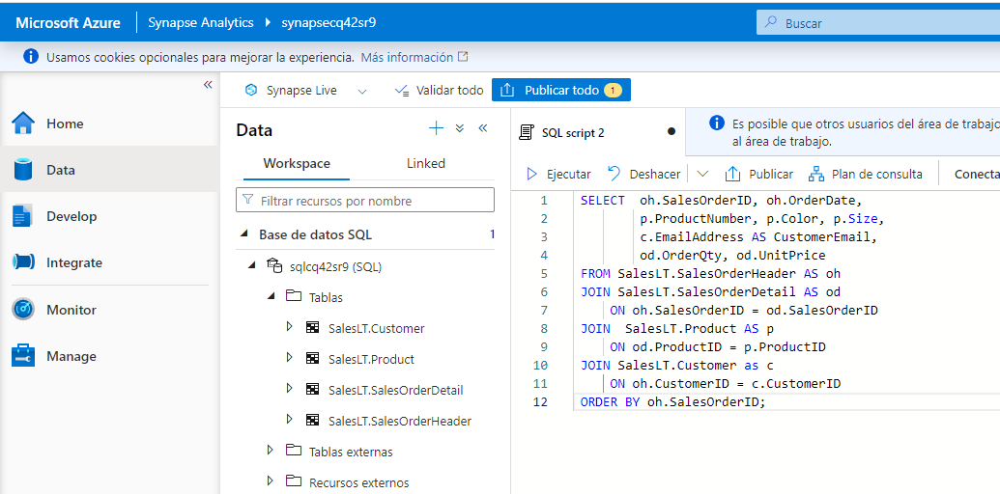 Microsoft Azure
Synapse Analytics
synapsecq42sr9
Buscar
Usamos cookies opcionales para mejorar la experiencia. Más información
Home
Data
Develop
Integrate
Monitor
Manage
Synapse Live
Validar todo
Publicar todo 1
Data
Workspace
Linked
Filtrar recursos por nombre
Base de datos SQL 1
sqlcq42sr9 (SQL)
Tablas
SalesLT.Customer
SalesLT.Product
SalesLT.SalesOrderDetail
SalesLT.SalesOrderHeader
Tablas externas
Recursos externos
SQL script 2
Es posible que otros usuarios del área de trabajo
al área de trabajo.
Ejecutar
Deshacer
Publicar
Plan de consulta
Conecta
1 SELECT oh.SalesOrderID, oh.OrderDate,
2 p.ProductNumber, p.Color, p.Size,
3 c.EmailAddress AS CustomerEmail,
4 od.OrderQty, od.UnitPrice
5 FROM SalesLT.SalesOrderHeader AS oh
6 JOIN SalesLT.SalesOrderDetail AS od
7 ON oh.SalesOrderID = od.SalesOrderID
8 JOIN SalesLT.Product AS p
9 ON od.ProductID = p.ProductID
10 JOIN SalesLT.Customer as c
11 ON oh.CustomerID = c.CustomerID
12 ORDER BY oh.SalesOrderID;